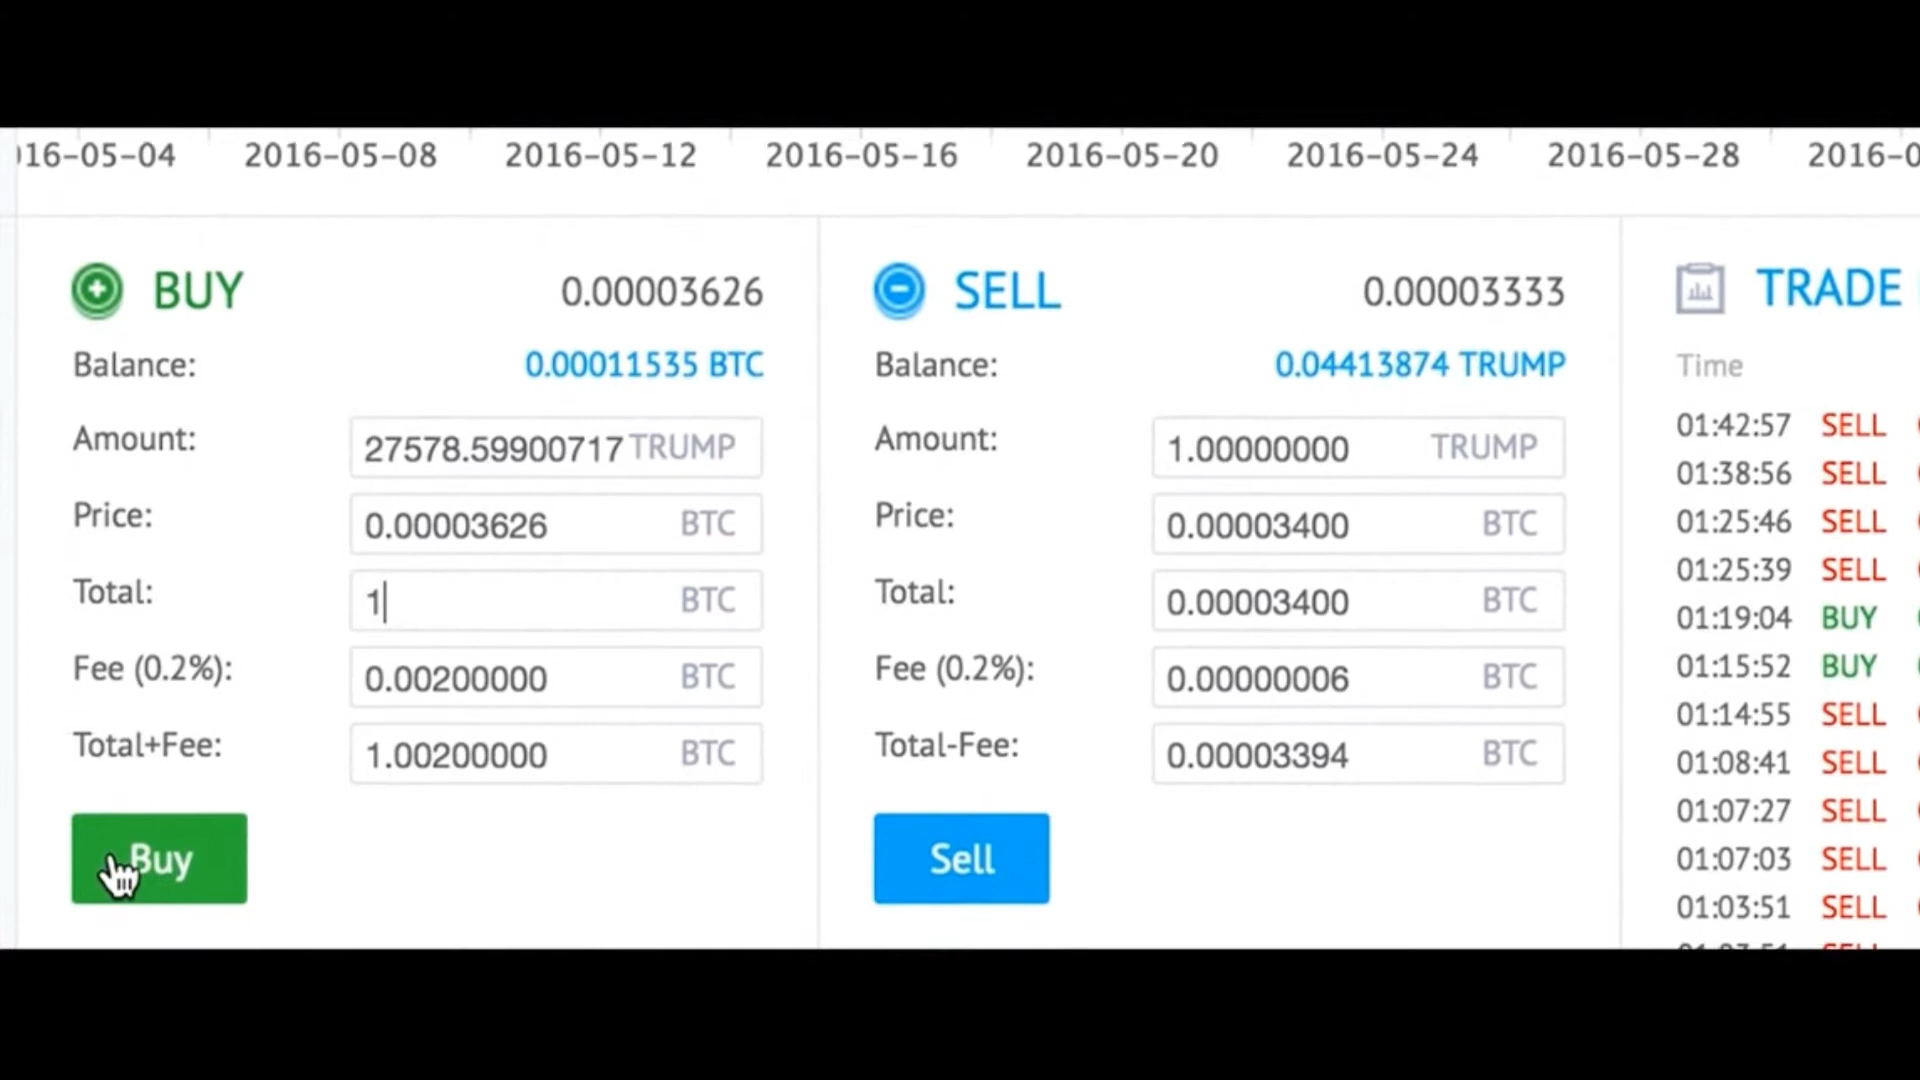 16-05-04 2016-05-08 2016-05-12 2016-05-16 2016-05-20 2016-05-24 2016-05-28 2016-0
BUY 0.00003626
Balance: 0.00011535 BTC
Amount: 27578.59900717 TRUMP
Price: 0.00003626 BTC
Total: 1 BTC
Fee (0.2%): 0.00200000 BTC
Total+Fee: 1.00200000 BTC
Buy
SELL 0.00003333
Balance: 0.04413874 TRUMP
Amount: 1.00000000 TRUMP
Price: 0.00003400 BTC
Total: 0.00003400 BTC
Fee (0.2%): 0.00000006 BTC
Total-Fee: 0.00003394 BTC
Sell
TRADE
Time
01:42:57 SELL
01:38:56 SELL
01:25:46 SELL
01:25:39 SELL
01:19:04 BUY
01:15:52 BUY
01:14:55 SELL
01:08:41 SELL
01:07:27 SELL
01:07:03 SELL
01:03:51 SELL